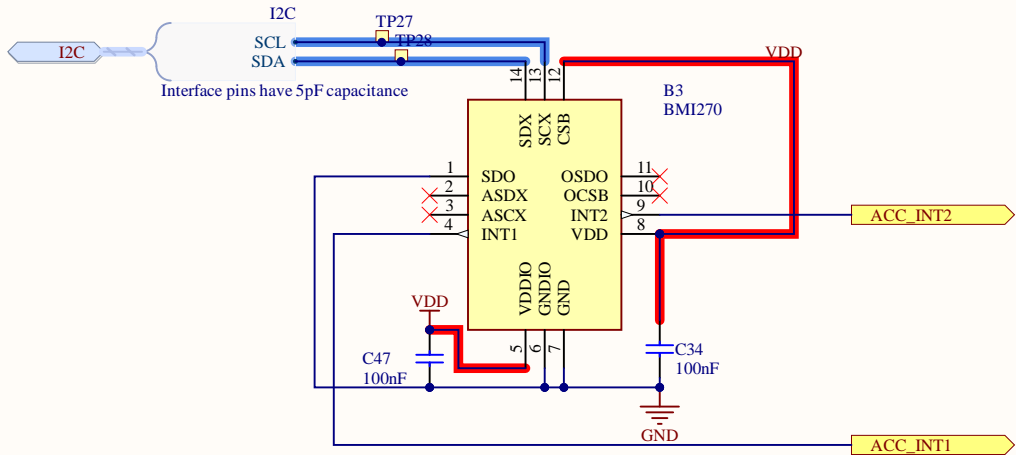 I2C
TP27
I2C
SCL
TP28
SDA
VDD
Interface pins have 5pF capacitance
14
13
12
B3
BMI270
SDX
SCX
CSB
1
SDO
OSDO
11
2
ASDX
OCSB
10
3
ASCX
INT2
9
ACC_INT2
4
INT1
VDD
8
VDDIO
GNDIO
GND
VDD
5
6
7
C47
100nF
C34
100nF
GND
ACC_INT1